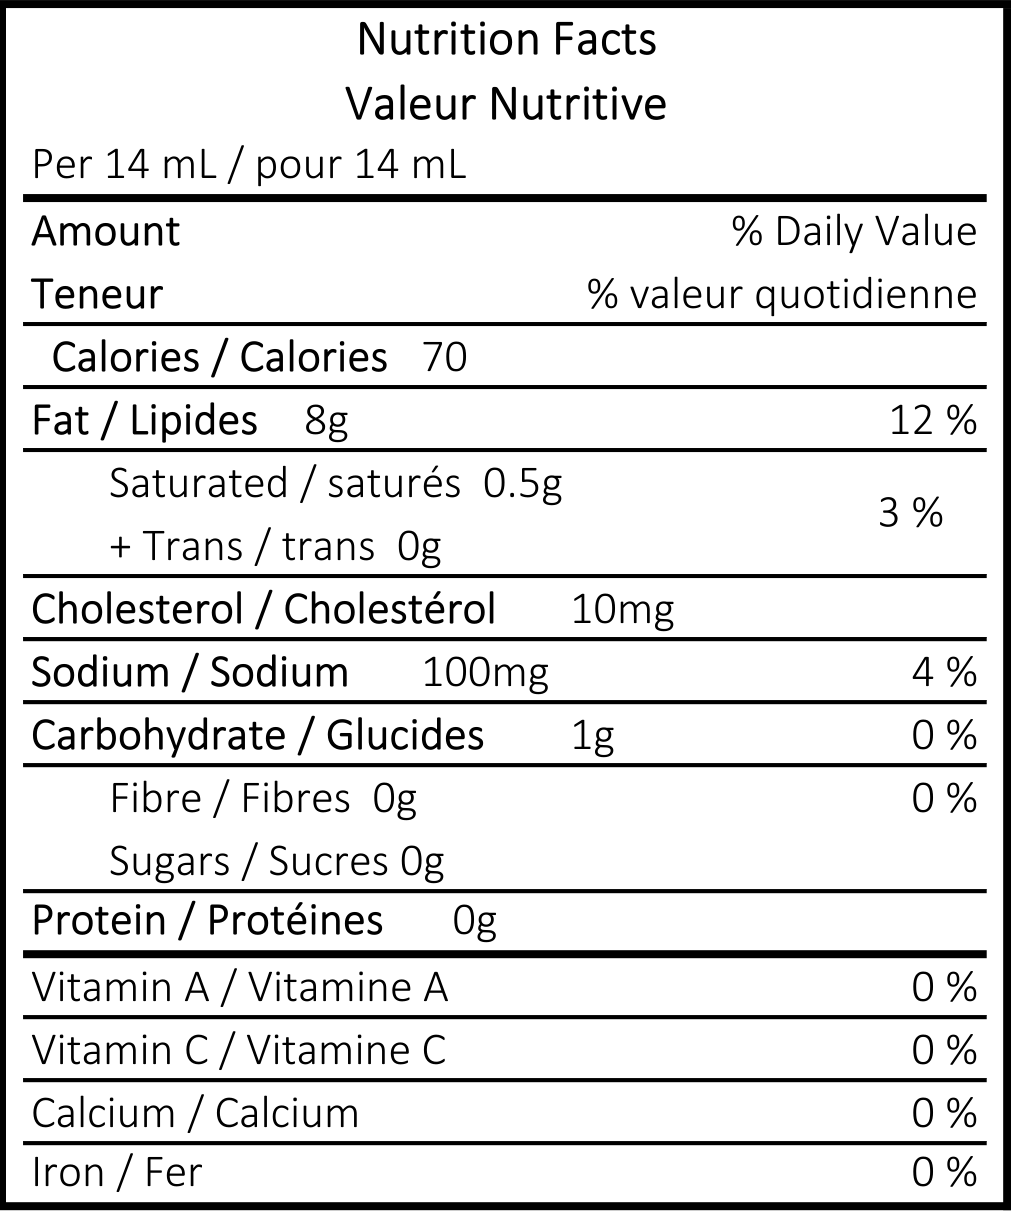 Nutrition Facts
Valeur Nutritive
Per 14 mL / pour 14 mL
Amount % Daily Value
Teneur % valeur quotidienne
Calories / Calories 70
Fat / Lipides 8g 12 %
Saturated / saturés 0.5g
3 %
+ Trans / trans 0g
Cholesterol / Cholestérol 10mg
Sodium / Sodium 100mg 4 %
Carbohydrate / Glucides 1g 0 %
Fibre / Fibres 0g 0 %
Sugars / Sucres 0g
Protein / Protéines 0g
Vitamin A / Vitamine A 0 %
Vitamin C / Vitamine C 0 %
Calcium / Calcium 0 %
Iron / Fer 0 %